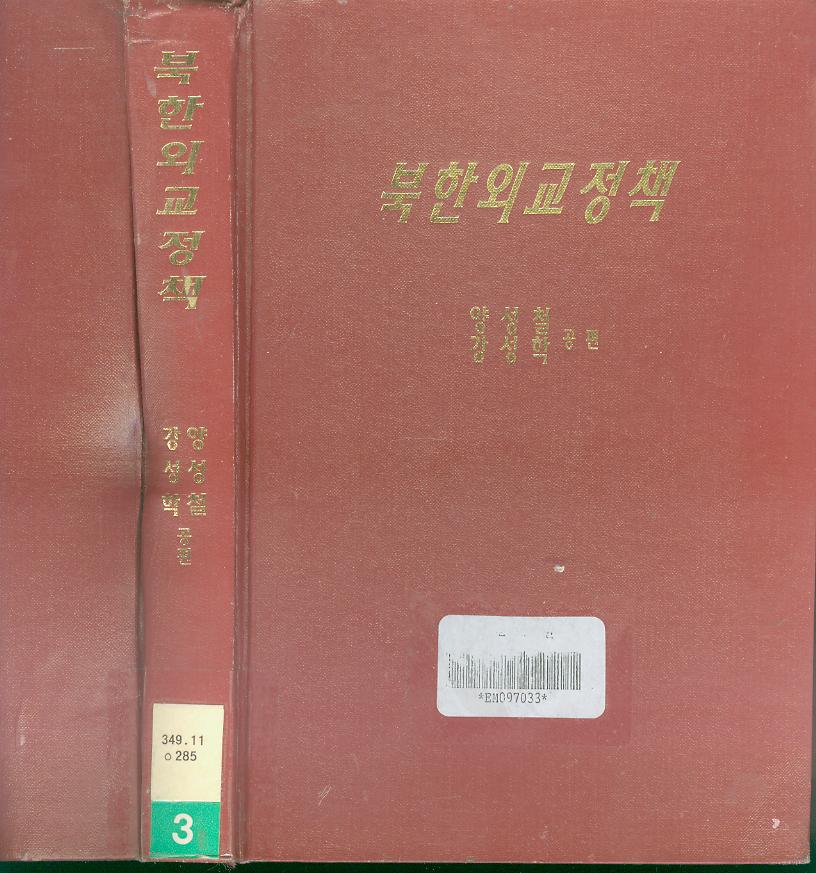 북한외교정책
강성학 양성철 공편
349.11
ㅇ285
3
북한외교정책
양성철
강성학 공편
*EM097033*